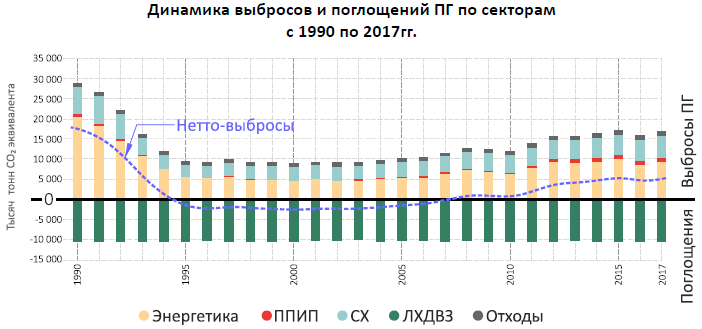 Динамика выбросов и поглощений ПГ по секторам
с 1990 по 2017гг.
Тысяч тонн CO₂ эквивалента
35 000
30 000
25 000
20 000
15 000
10 000
5 000
0
-5 000
-10 000
-15 000
Нетто-выбросы
Выбросы ПГ
Поглощения
1990
1995
2000
2005
2010
2015
2017
Энергетика ППИП СХ ЛХДВЗ Отходы